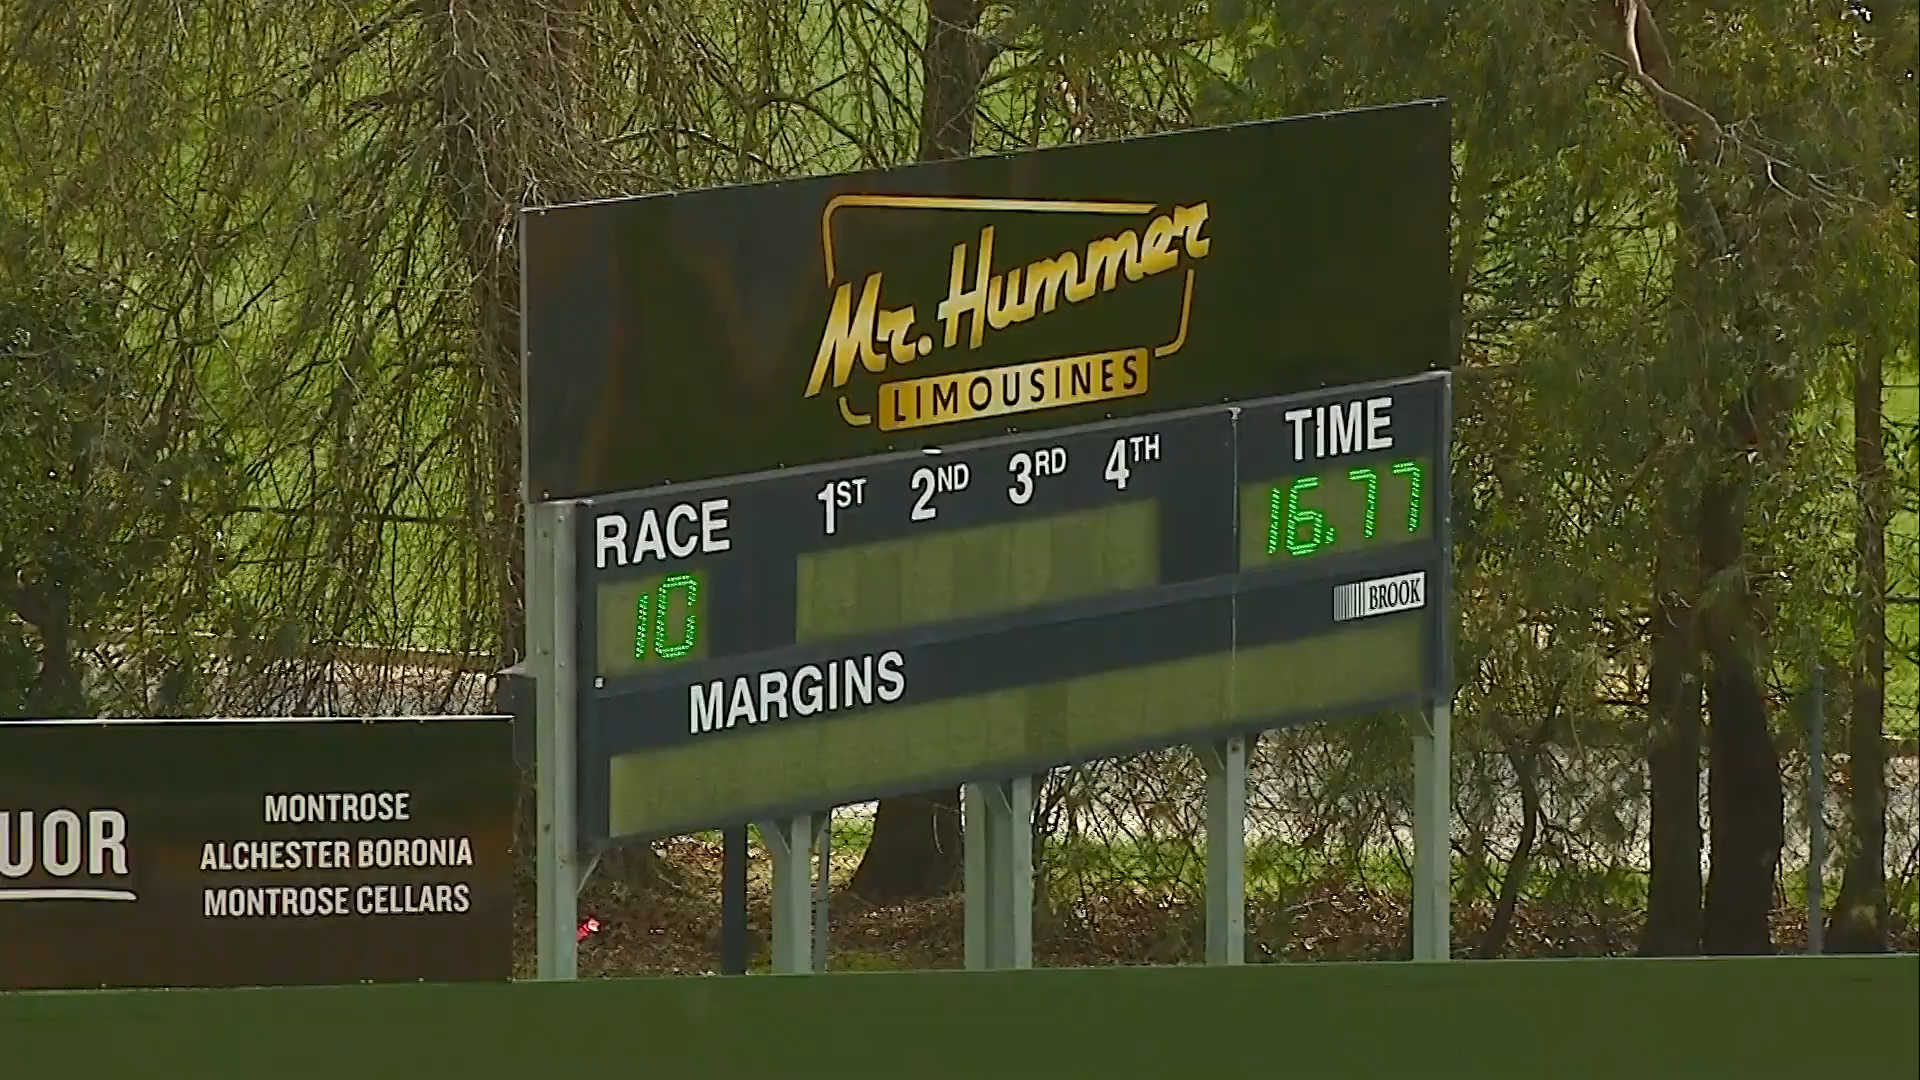 Mr. Hummer
LIMOUSINES
TIME
1ST 2ND 3RD 4TH
RACE
16.77
10
BROOK
MARGINS
UOR
MONTROSE
ALCHESTER BORONIA
MONTROSE CELLARS